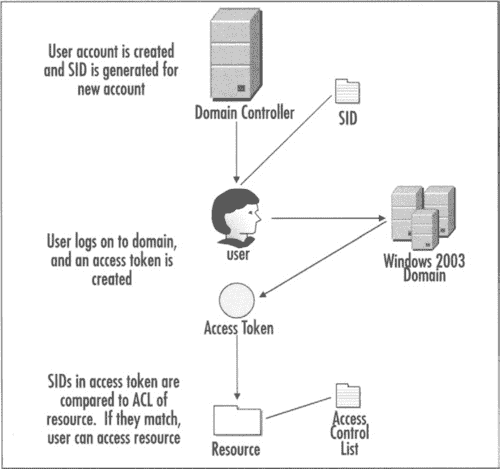 User account is created
and SID is generated for
new account
Domain Controller
SID
User logs on to domain,
and an access token is
created
user
Windows 2003
Domain
Access Token
SIDs in access token are
compared to ACL of
resource. If they match,
user can access resource
Resource
Access
Control
List